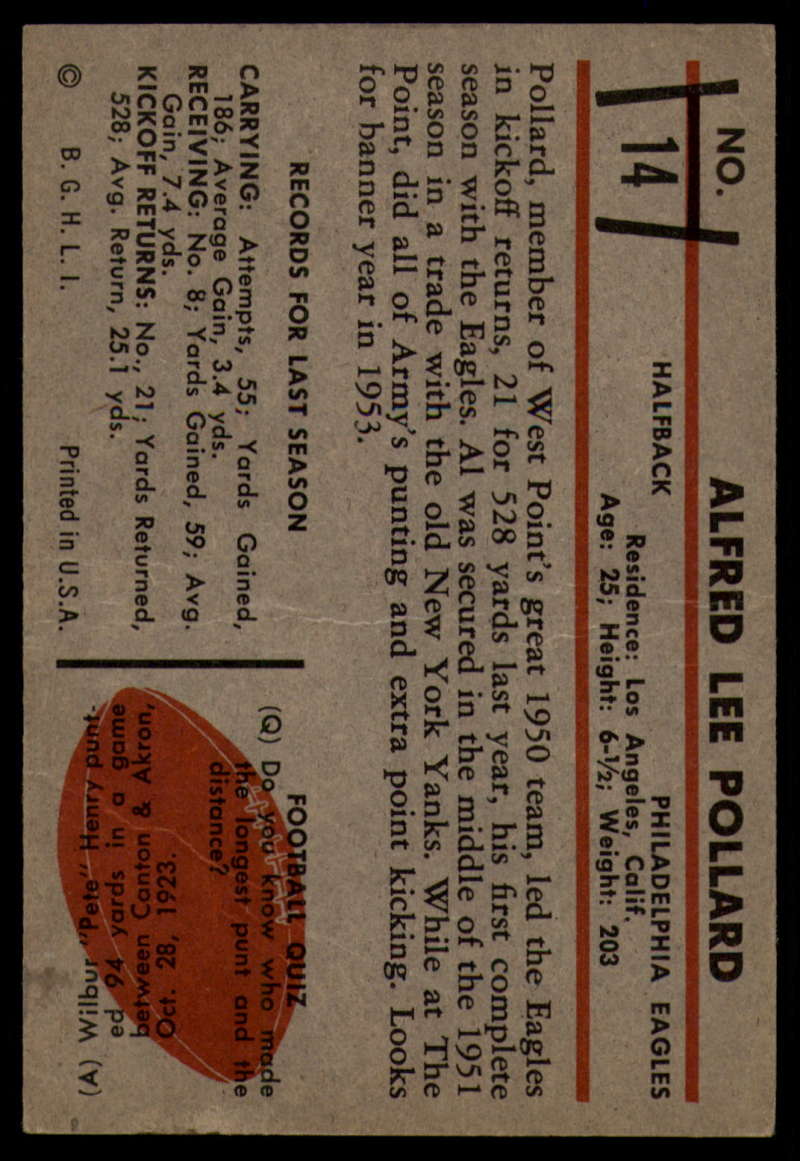 NO. 14
ALFRED LEE POLLARD
HALFBACK PHILADELPHIA EAGLES
Residence: Los Angeles, Calif.
Age: 25; Height: 6-½; Weight: 203
Pollard, member of West Point's great 1950 team, led the Eagles
in kickoff returns, 21 for 528 yards last year, his first complete
season with the Eagles. Al was secured in the middle of the 1951
season in a trade with the old New York Yanks. While at The
Point, did all of Army's punting and extra point kicking. Looks
for banner year in 1953.
RECORDS FOR LAST SEASON
CARRYING: Attempts, 55; Yards Gained,
186; Average Gain, 3.4 yds.
RECEIVING: No. 8; Yards Gained, 59; Avg.
Gain, 7.4 yds.
KICKOFF RETURNS: No., 21; Yards Returned,
528; Avg. Return, 25.1 yds.
© B. G. H. L. I. Printed in U.S.A.
FOOTBALL QUIZ
(Q) Do you know who made
the longest punt and the
distance?
(A) Wilbur "Pete" Henry punt-
ed 94 yards in a game
between Canton & Akron,
Oct. 28, 1923.